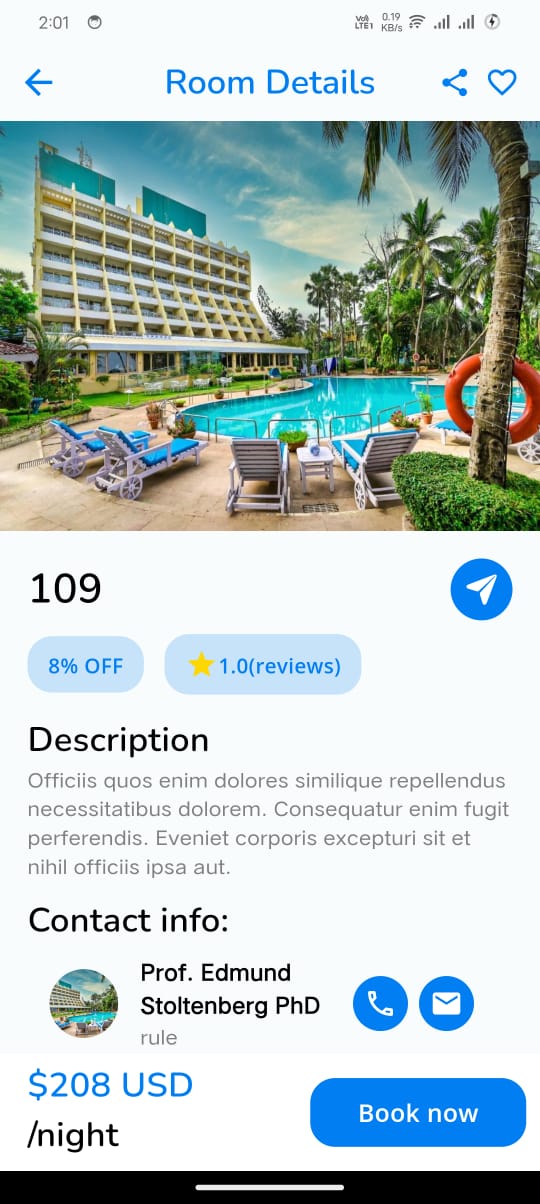 2:01
Vo) LTE1 0.19 KB/s
Room Details
109
8% OFF
1.0(reviews)
Description
Officiis quos enim dolores similique repellendus
necessitatibus dolorem. Consequatur enim fugit
perferendis. Eveniet corporis excepturi sit et
nihil officiis ipsa aut.
Contact info:
Prof. Edmund
Stoltenberg PhD
rule
$208 USD
/night
Book now